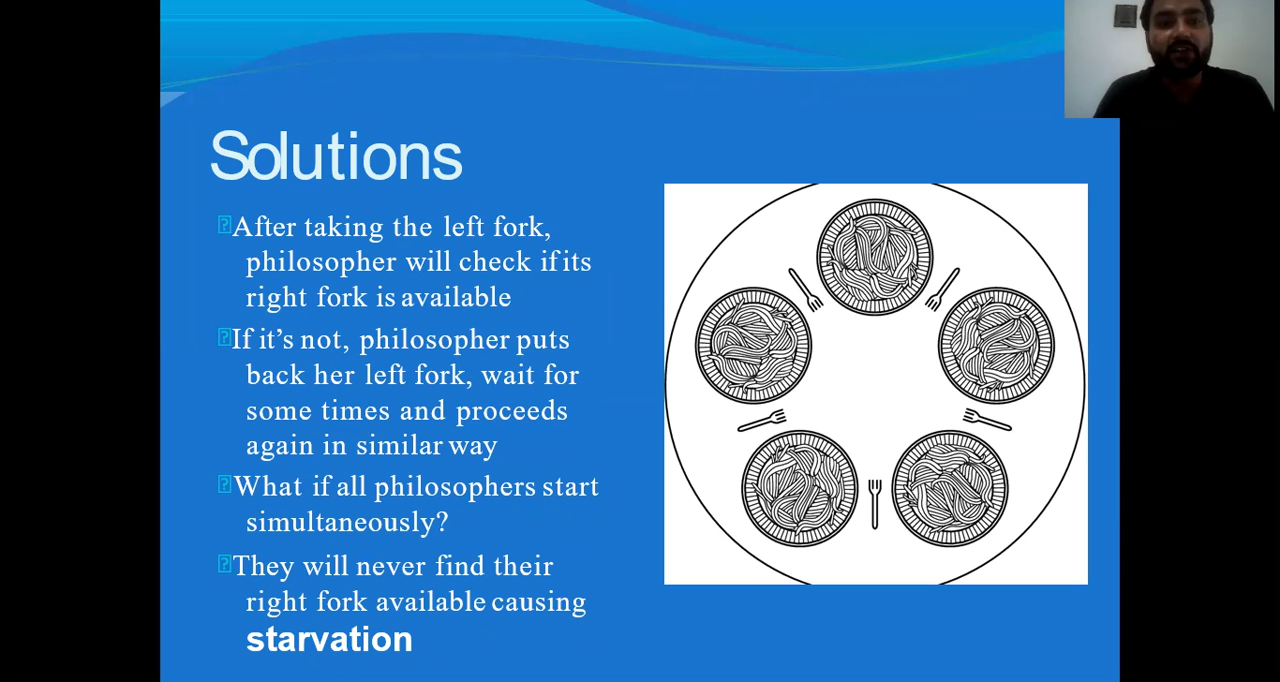 Solutions
After taking the left fork,
philosopher will check if its
right fork is available
If it’s not, philosopher puts
back her left fork, wait for
some times and proceeds
again in similar way
What if all philosophers start
simultaneously?
They will never find their
right fork available causing
starvation